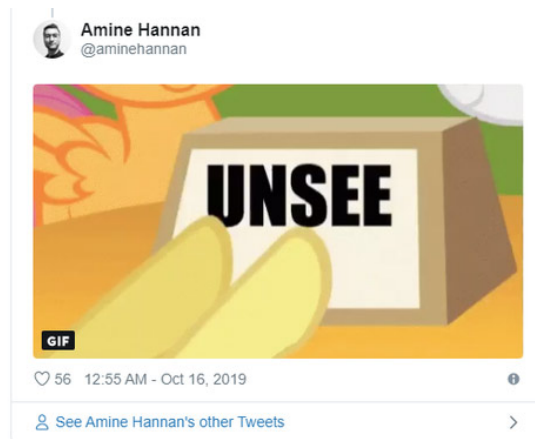 Amine Hannan
@aminehannan
UNSEE
GIF
56 12:55 AM - Oct 16, 2019
See Amine Hannan's other Tweets